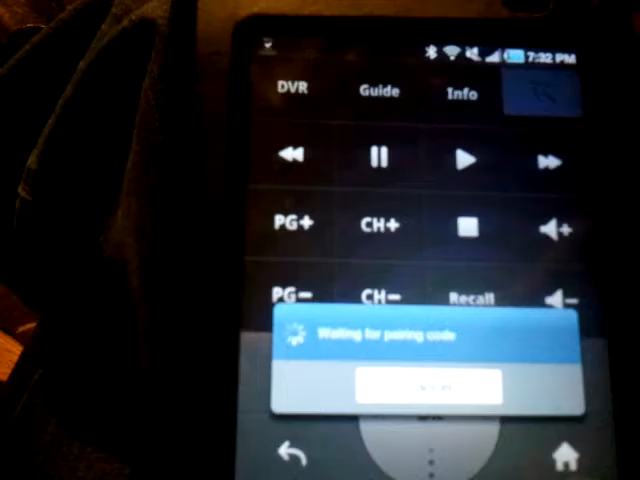 7:32 PM
DVR Guide Info
PG+ CH+
PG− CH− Recall
Waiting for pairing code